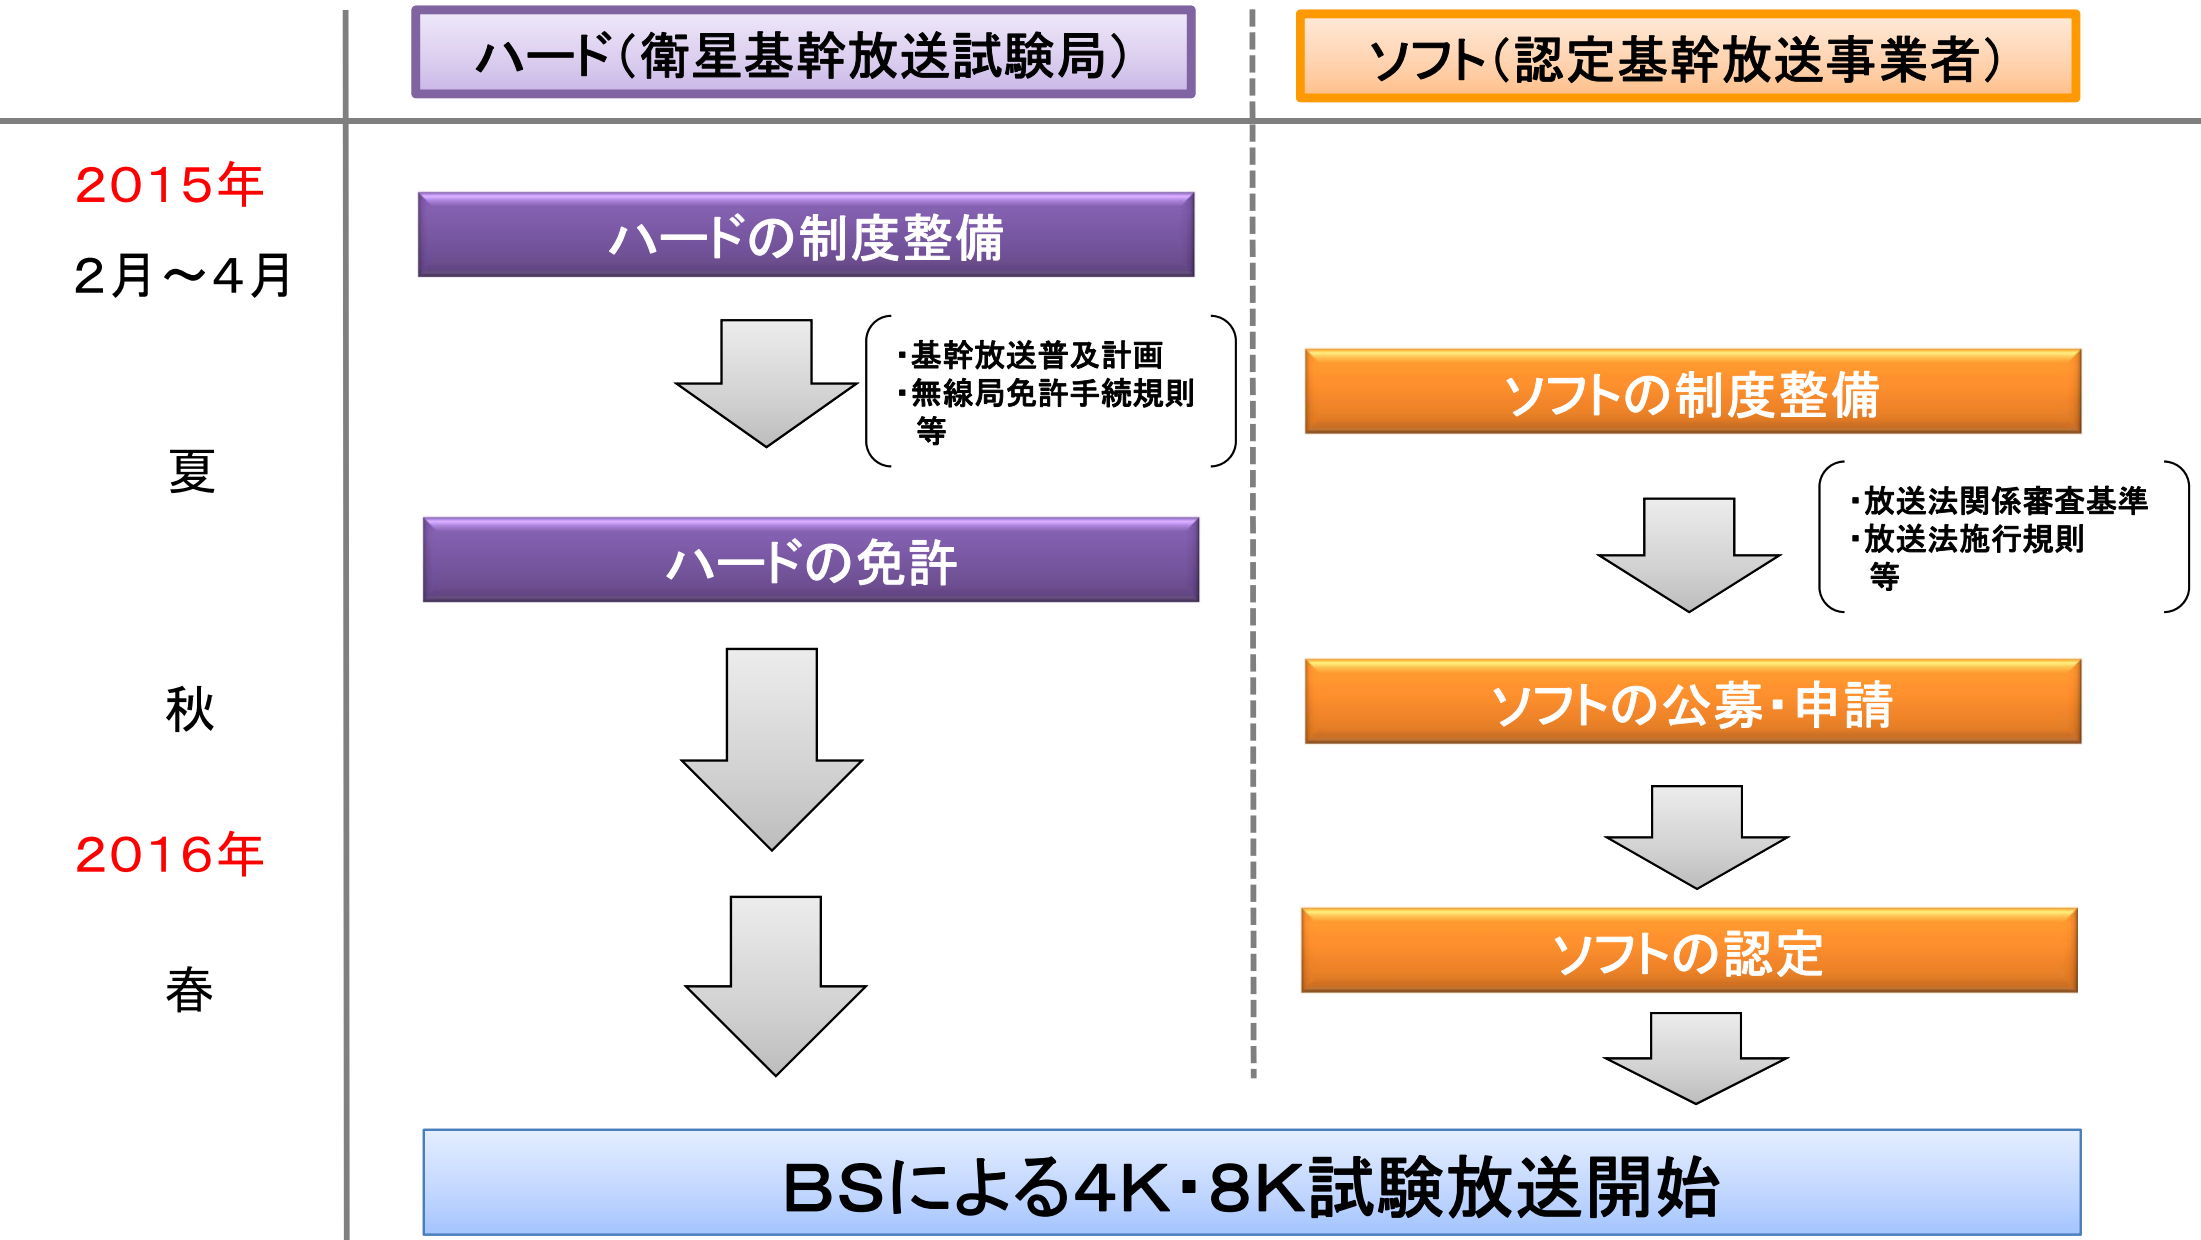 ハード（衛星基幹放送試験局）
ソフト（認定基幹放送事業者）
２０１５年
２月～４月
ハードの制度整備
・基幹放送普及計画
・無線局免許手続規則
等
ソフトの制度整備
夏
・放送法関係審査基準
・放送法施行規則
等
ハードの免許
秋
ソフトの公募・申請
２０１６年
ソフトの認定
春
ＢＳによる４Ｋ・８Ｋ試験放送開始